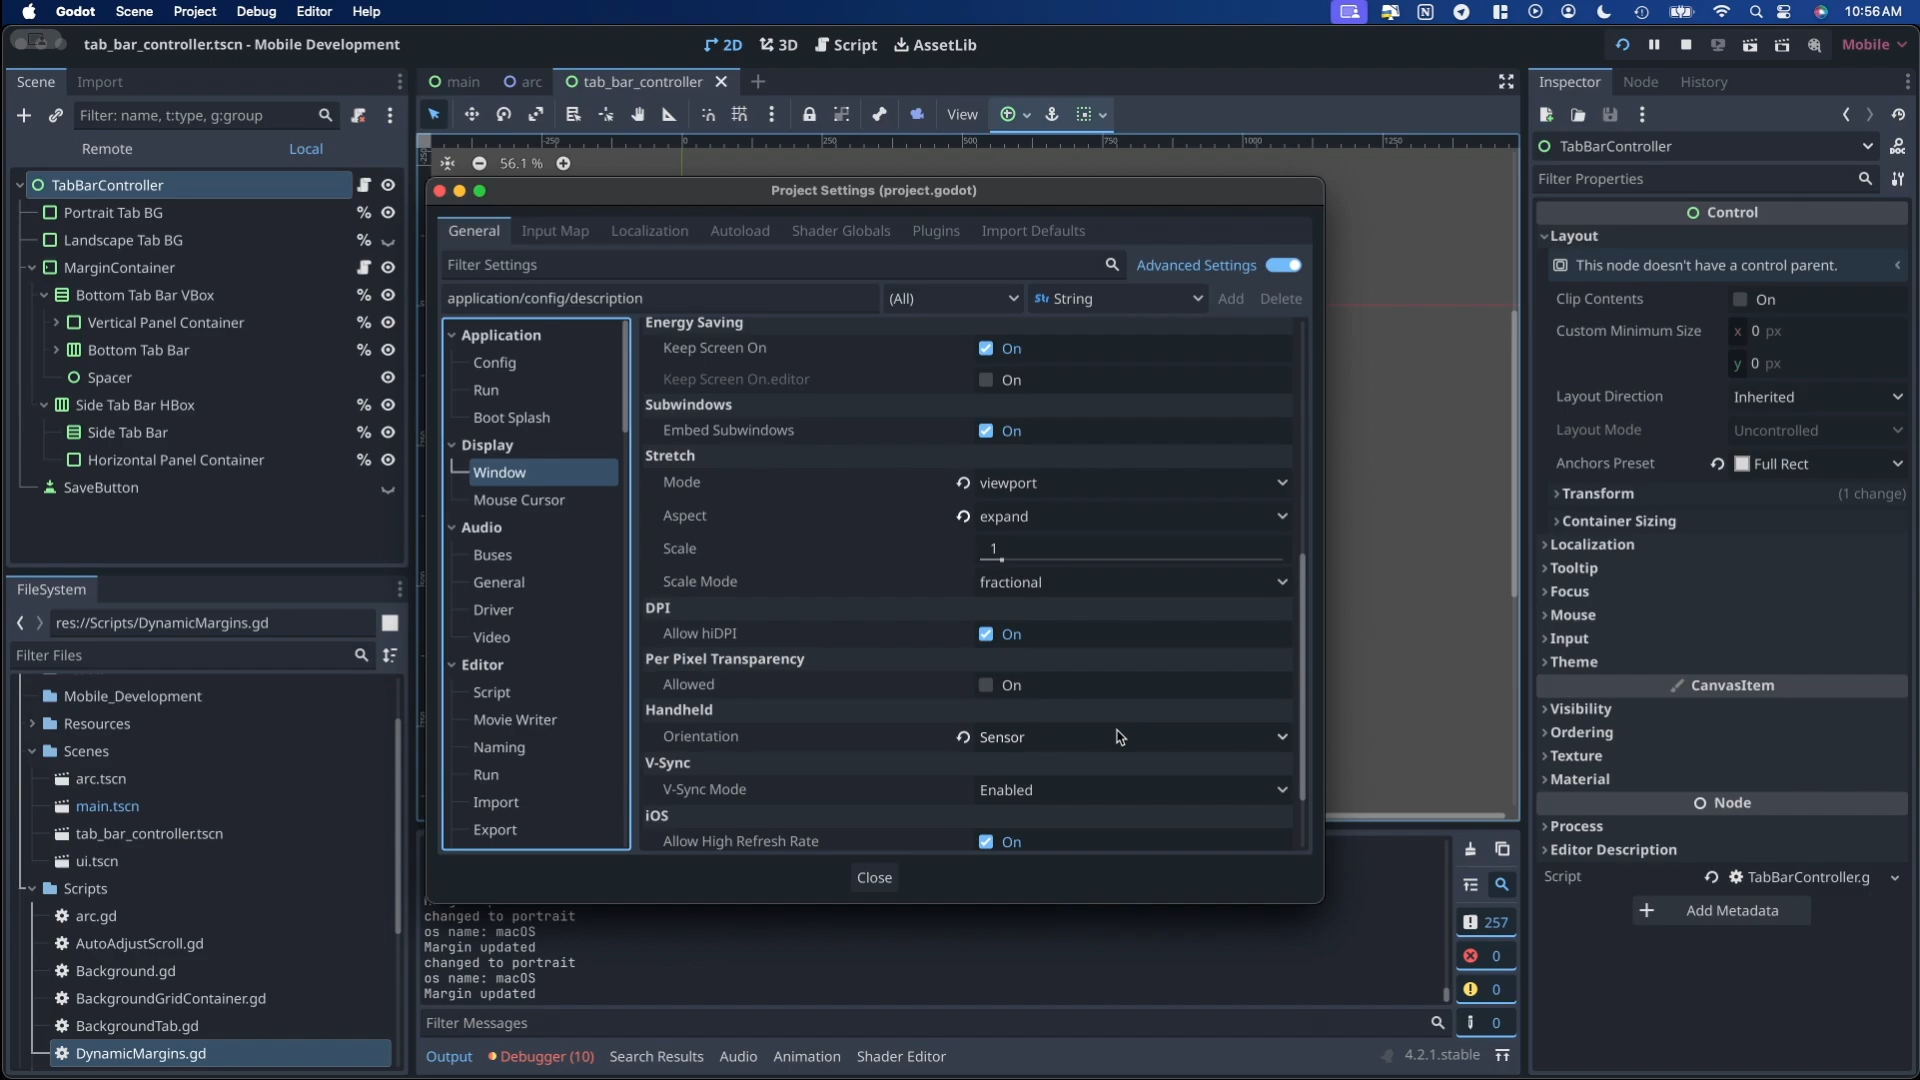 Godot Scene Project Debug Editor Help 10:56AM
tab_bar_controller.tscn - Mobile Development
2D 3D Script AssetLib
Mobile
Scene Import
Filter: name, t:type, g:group
Remote Local
TabBarController
Portrait Tab BG
Landscape Tab BG
MarginContainer
Bottom Tab Bar VBox
Vertical Panel Container
Bottom Tab Bar
Spacer
Side Tab Bar HBox
Side Tab Bar
Horizontal Panel Container
SaveButton
FileSystem
res://Scripts/DynamicMargins.gd
Filter Files
Mobile_Development
Resources
Scenes
arc.tscn
main.tscn
tab_bar_controller.tscn
ui.tscn
Scripts
arc.gd
AutoAdjustScroll.gd
Background.gd
BackgroundGridContainer.gd
BackgroundTab.gd
DynamicMargins.gd
main arc tab_bar_controller
View
-250 0 250 500 750 1000 1250
56.1 %
Project Settings (project.godot)
General Input Map Localization Autoload Shader Globals Plugins Import Defaults
Filter Settings
Advanced Settings
application/config/description (All) Str String Add Delete
Application
Config
Run
Boot Splash
Display
Window
Mouse Cursor
Audio
Buses
General
Driver
Video
Editor
Script
Movie Writer
Naming
Run
Import
Export
Energy Saving
Keep Screen On On
Keep Screen On.editor On
Subwindows
Embed Subwindows On
Stretch
Mode viewport
Aspect expand
Scale 1
Scale Mode fractional
DPI
Allow hiDPI On
Per Pixel Transparency
Allowed On
Handheld
Orientation Sensor
V-Sync
V-Sync Mode Enabled
iOS
Allow High Refresh Rate On
Close
changed to portrait
os name: macOS
Margin updated
changed to portrait
os name: macOS
Margin updated
Filter Messages
257
0
0
0
Output Debugger (10) Search Results Audio Animation Shader Editor
4.2.1.stable
Inspector Node History
TabBarController
DOC
Filter Properties
Control
Layout
This node doesn't have a control parent.
Clip Contents On
Custom Minimum Size x 0 px
y 0 px
Layout Direction Inherited
Layout Mode Uncontrolled
Anchors Preset Full Rect
Transform (1 change)
Container Sizing
Localization
Tooltip
Focus
Mouse
Input
Theme
CanvasItem
Visibility
Ordering
Texture
Material
Node
Process
Editor Description
Script TabBarController.g
Add Metadata